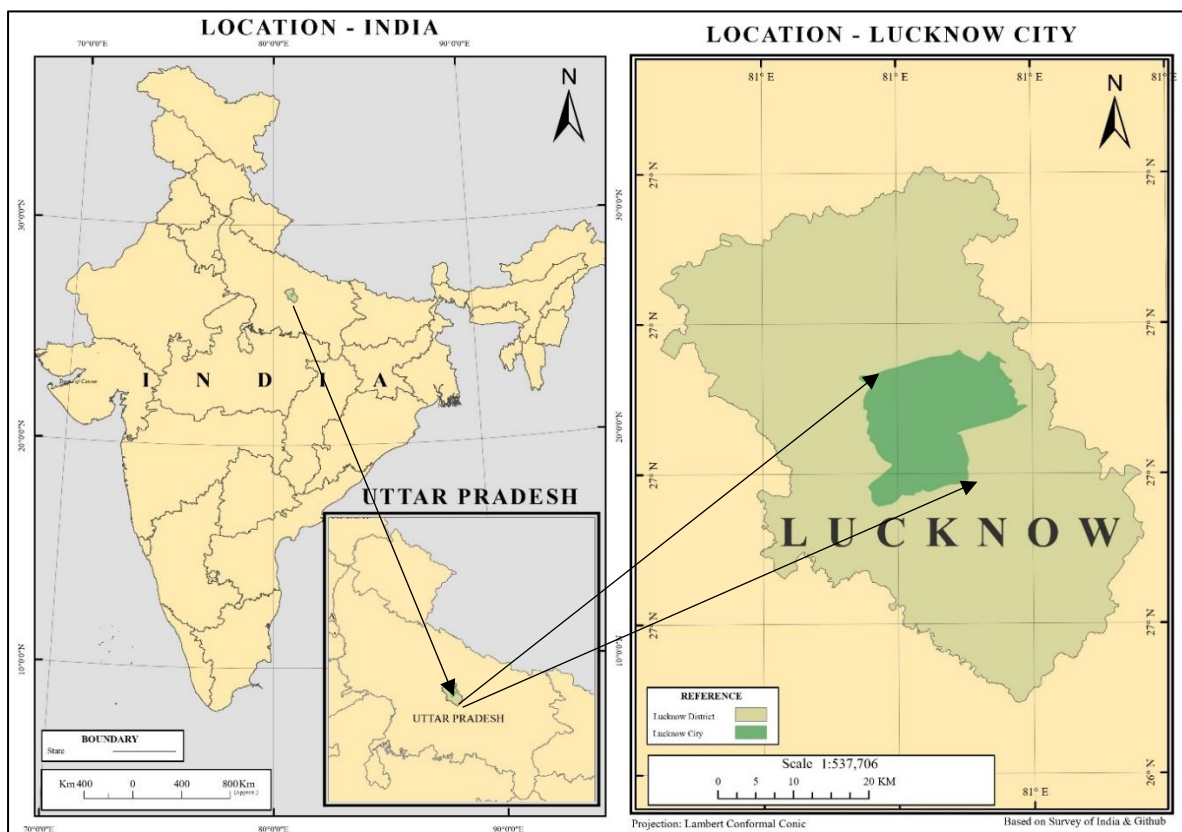 LOCATION - INDIA
70°0'0"E 80°0'0"E 90°0'0"E
N
30°0'0"N
30°0'0"N
I N D I A
20°0'0"N
20°0'0"N
10°0'0"N
10°0'0"N
UTTAR PRADESH
UTTAR PRADESH
BOUNDARY
State
Km 400 0 400 800Km
(Approx.)
70°0'0"E 80°0'0"E 90°0'0"E
LOCATION - LUCKNOW CITY
81° E 81° E 81° E 81° E
N
27° N 27° N
27° N 27° N
27° N 27° N
LUCKNOW
27° N 27° N
REFERENCE
Lucknow District
Lucknow City
Scale 1:537,706
0 5 10 20 KM
26° N
81° E
Projection: Lambert Conformal Conic
Based on Survey of India & Github